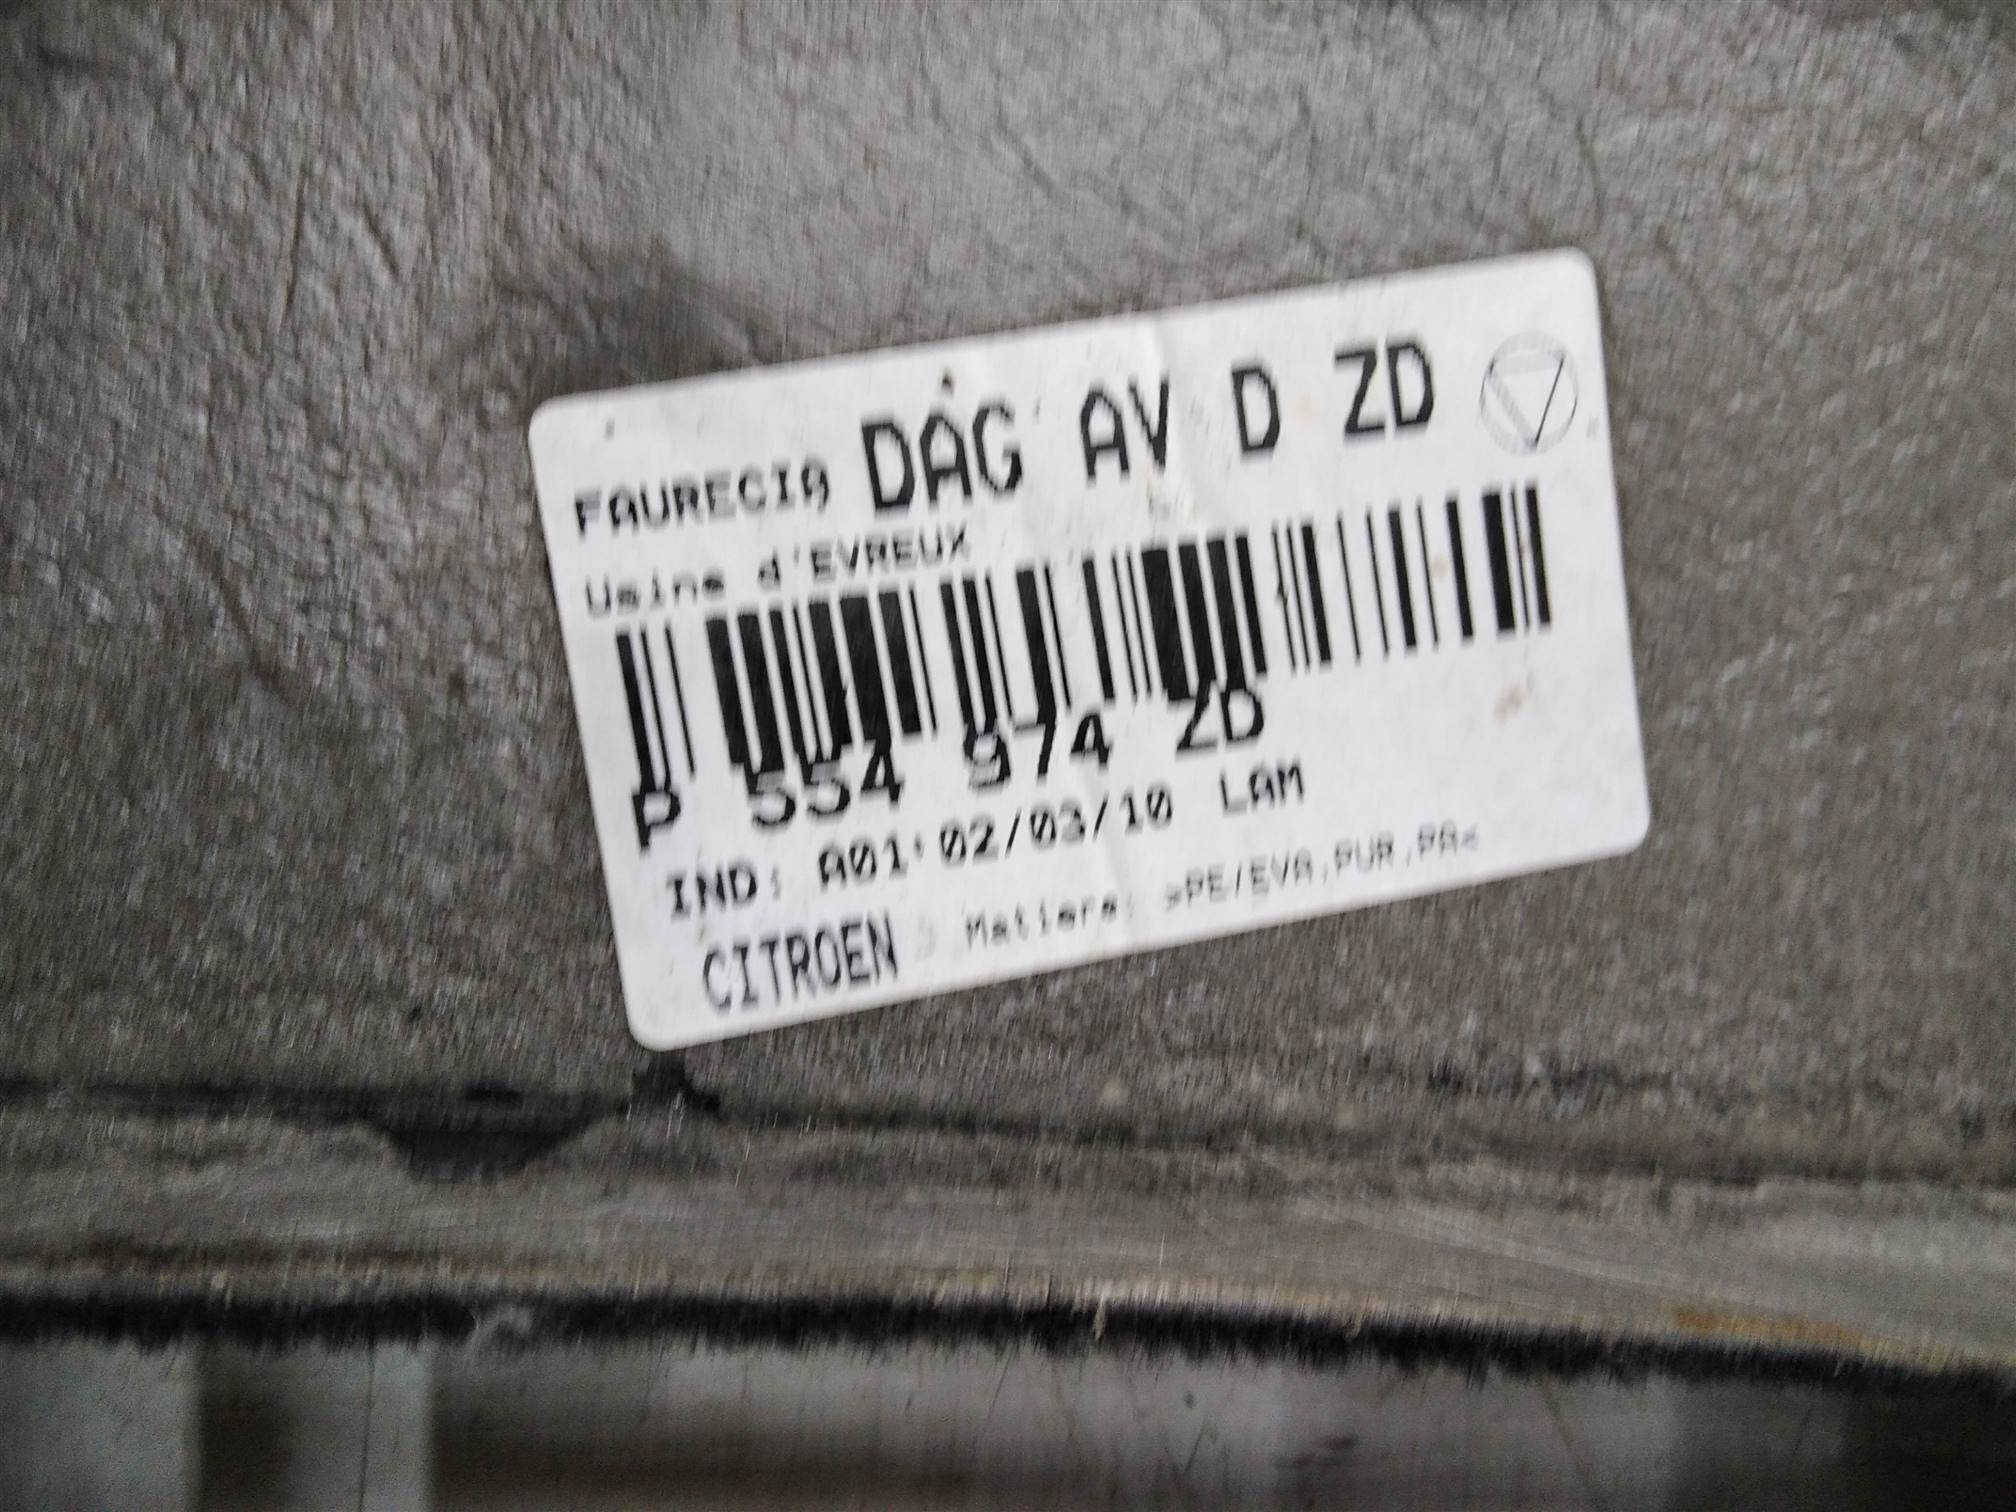 FAURECIA DAG AV D ZD
Usine d'EVREUX
P 554 974 ZD
IND: A01 02/03/10 LAM
CITROEN Matiere: >PE/EVA,PUR,PA<